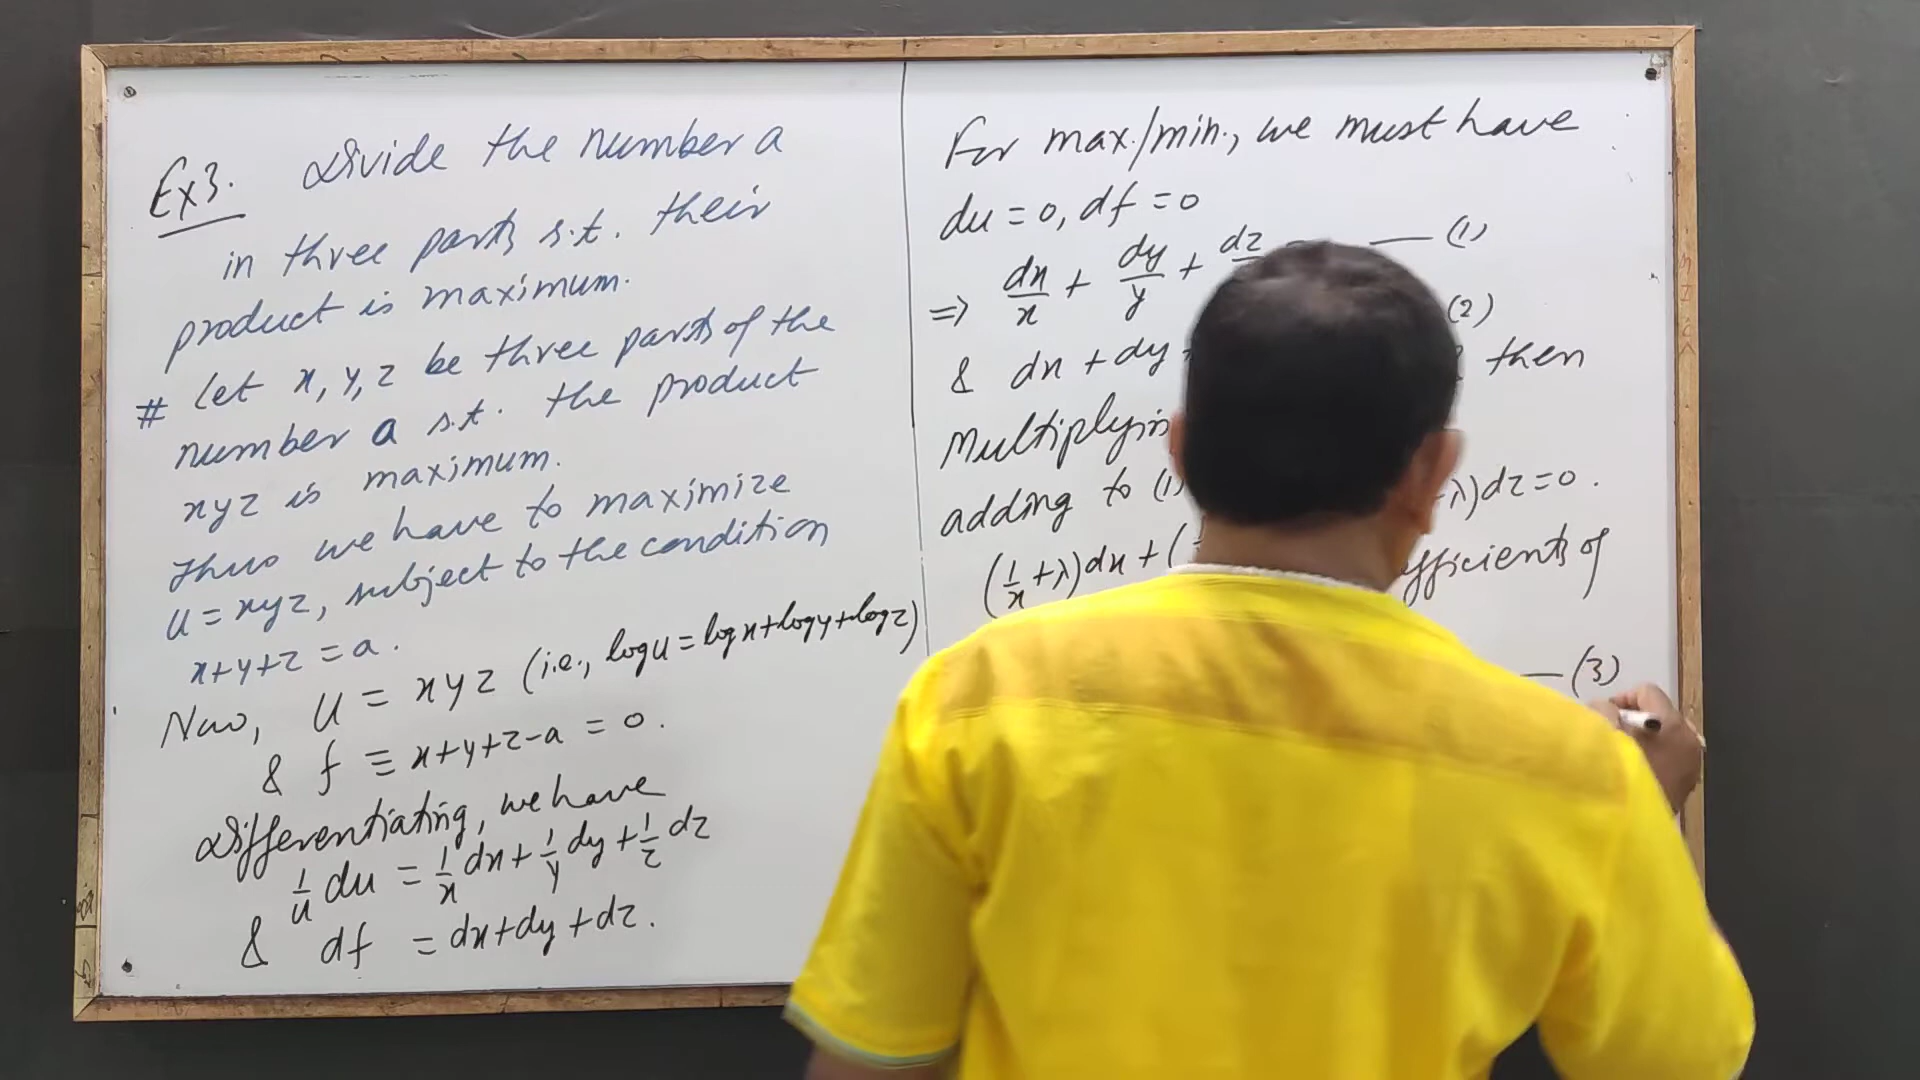 Ex3. Divide the number a
in three parts s.t. their
product is maximum.
# Let x, y, z be three parts of the
number a s.t. the product
xyz is maximum.
Thus we have to maximize
u = xyz, subject to the condition
x+y+z = a.
Now, u = xyz (i.e., log u = log x + log y + log z)
& f ≡ x+y+z-a = 0.
Differentiating, we have
1/u du = 1/x dx + 1/y dy + 1/z dz
& df = dx+dy+dz.
For max./min., we must have
du = 0, df = 0
=> dx/x + dy/y + dz — (1)
& dx + dy + (2)
Multiplyin then
adding to (1)
(1/x + λ)dx + ( λ)dz = 0.
fficients of
— (3)